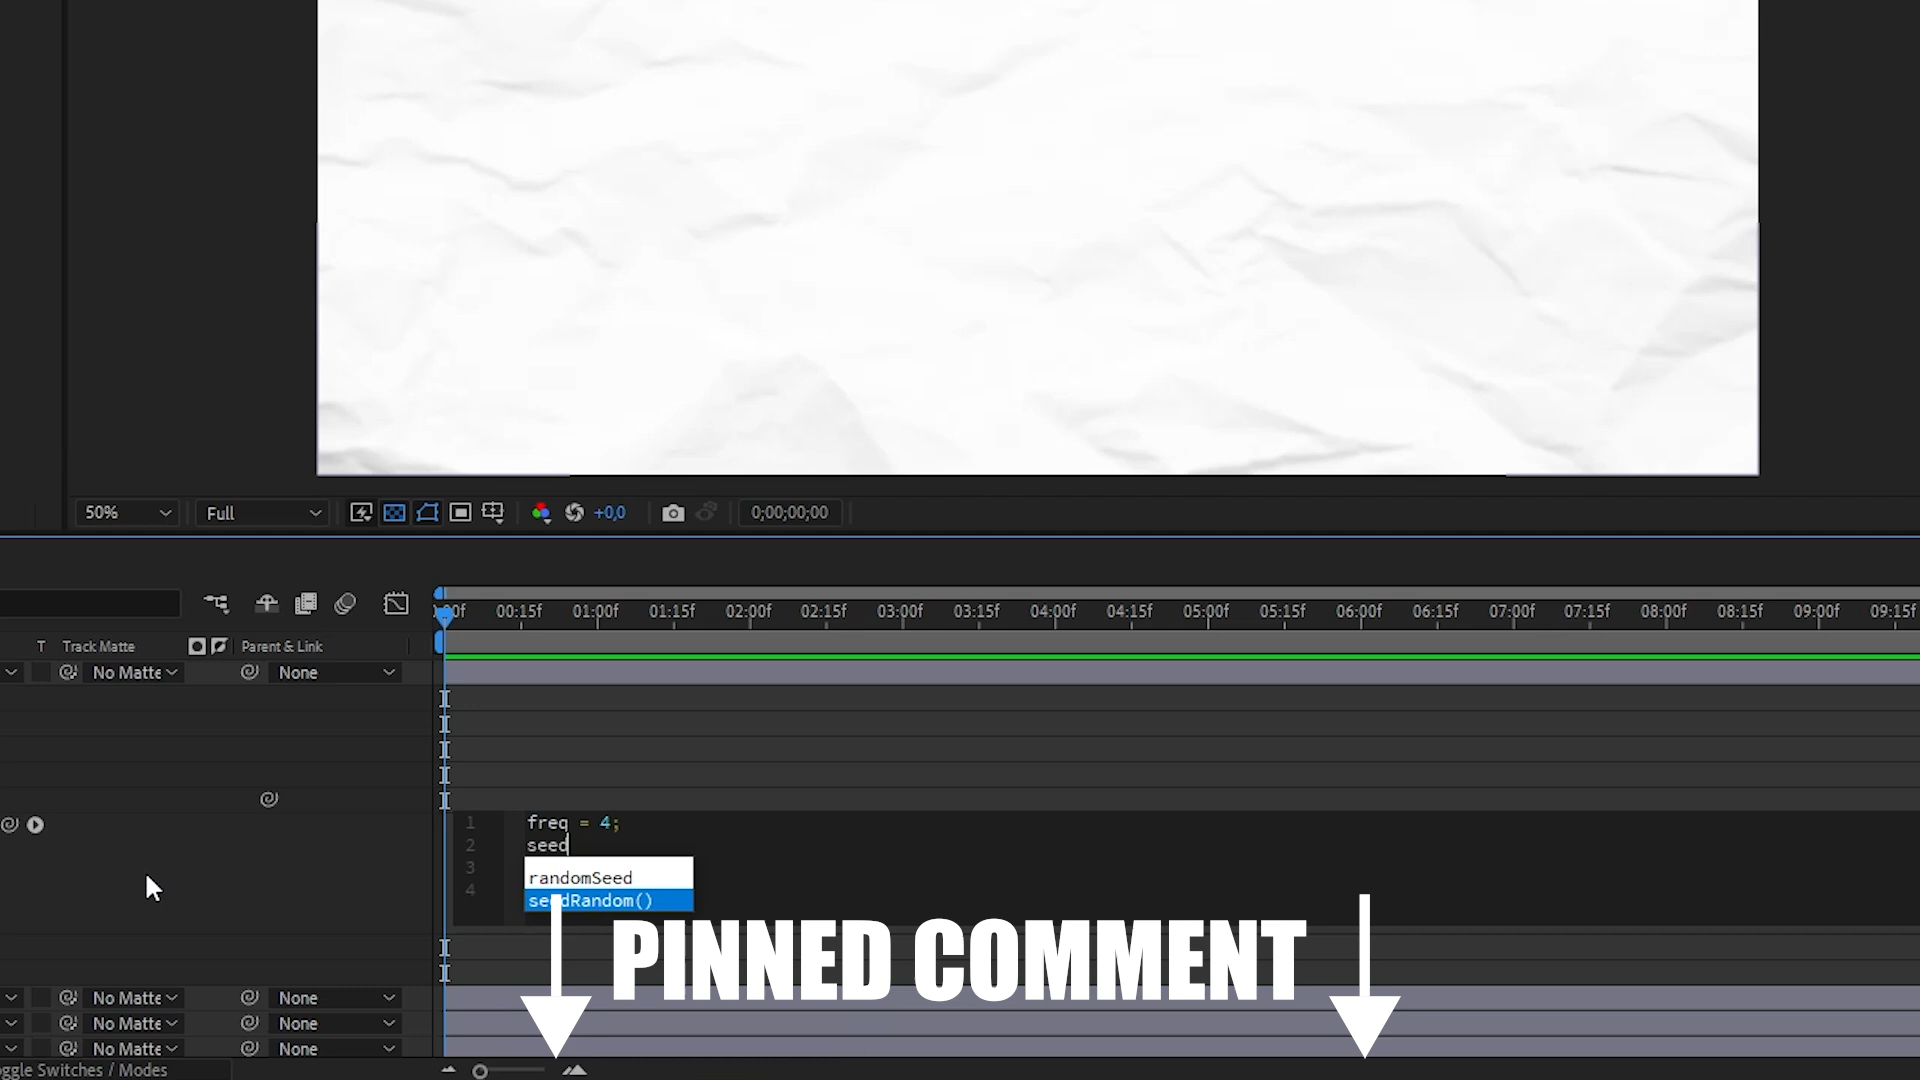 50%
Full
+0,0
0;00;00;00
00f 00:15f 01:00f 01:15f 02:00f 02:15f 03:00f 03:15f 04:00f 04:15f 05:00f 05:15f 06:00f 06:15f 07:00f 07:15f 08:00f 08:15f 09:00f 09:15f
T Track Matte Parent & Link
No Matte None
1 freq = 4;
2 seed
3
4
randomSeed
seedRandom()
PINNED COMMENT
No Matte None
No Matte None
No Matte None
oggle Switches / Modes